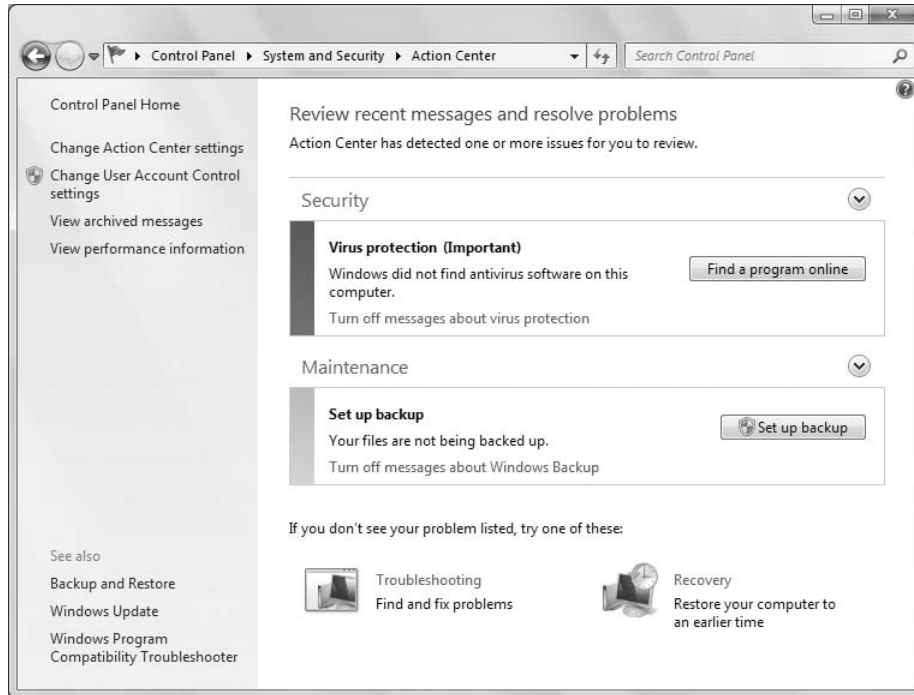 Control Panel ▸ System and Security ▸ Action Center
Search Control Panel
Control Panel Home
Change Action Center settings
Change User Account Control
settings
View archived messages
View performance information
Review recent messages and resolve problems
Action Center has detected one or more issues for you to review.
Security
Virus protection (Important)
Windows did not find antivirus software on this
computer.
Find a program online
Turn off messages about virus protection
Maintenance
Set up backup
Your files are not being backed up.
Set up backup
Turn off messages about Windows Backup
If you don't see your problem listed, try one of these:
Troubleshooting
Find and fix problems
Recovery
Restore your computer to
an earlier time
See also
Backup and Restore
Windows Update
Windows Program
Compatibility Troubleshooter